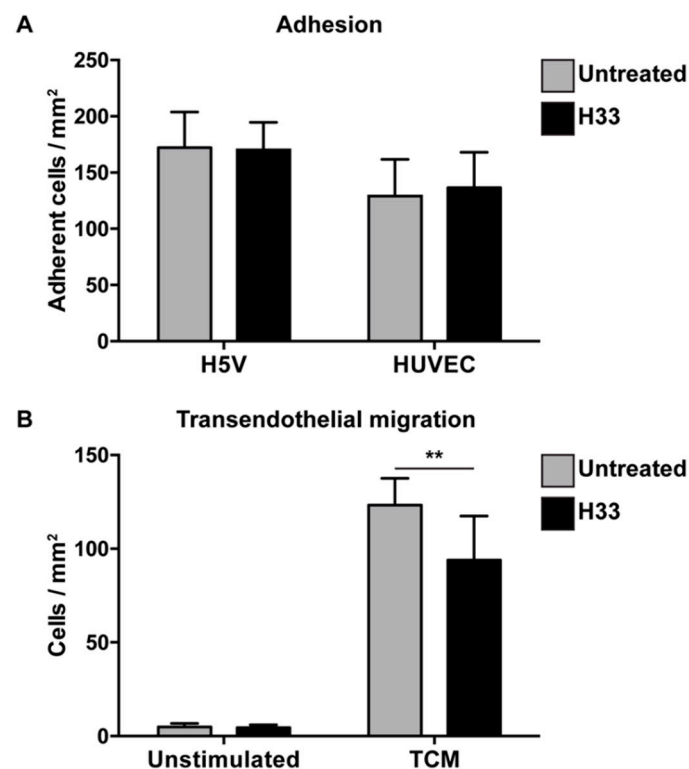 A
Adhesion
250
200
150
100
50
0
Adherent cells / mm²
H5V
HUVEC
Untreated
H33
B
Transendothelial migration
150
100
50
0
Cells / mm²
**
Unstimulated
TCM
Untreated
H33